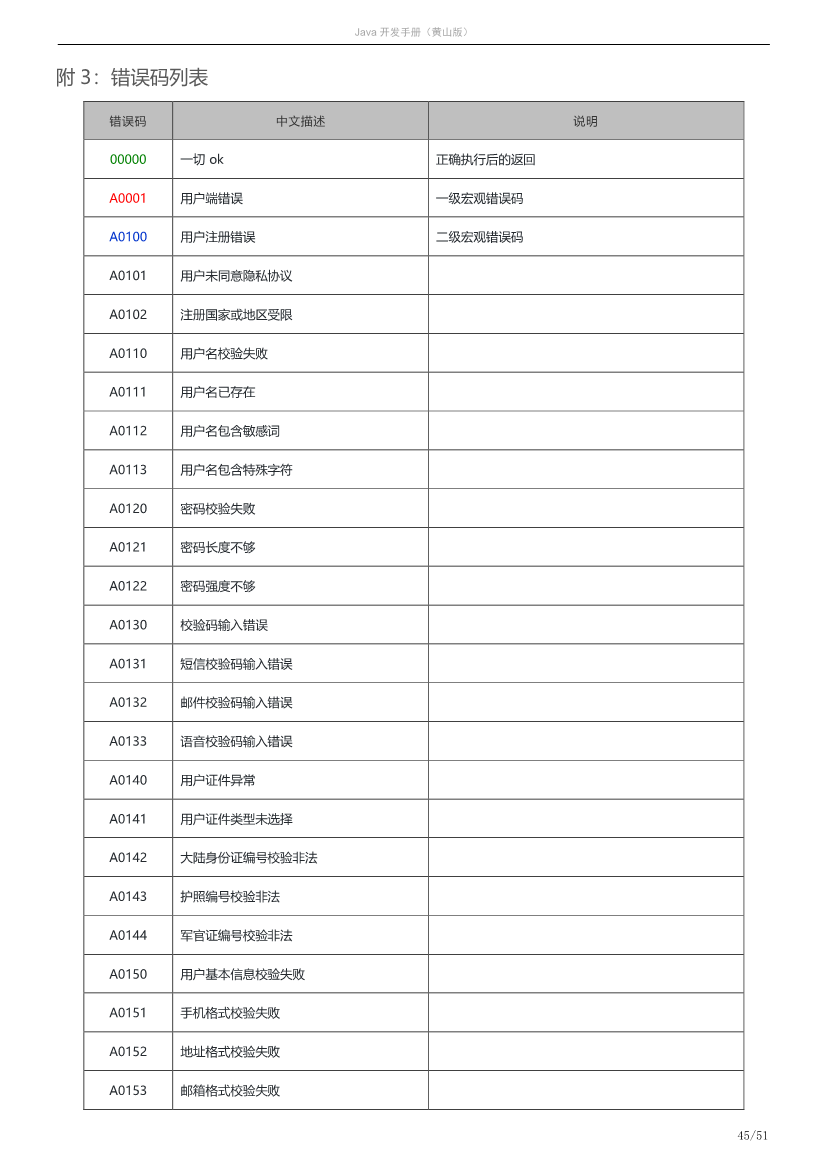 Java 开发手册（黄山版）
附 3：错误码列表
错误码 中文描述 说明
00000 一切 ok 正确执行后的返回
A0001 用户端错误 一级宏观错误码
A0100 用户注册错误 二级宏观错误码
A0101 用户未同意隐私协议
A0102 注册国家或地区受限
A0110 用户名校验失败
A0111 用户名已存在
A0112 用户名包含敏感词
A0113 用户名包含特殊字符
A0120 密码校验失败
A0121 密码长度不够
A0122 密码强度不够
A0130 校验码输入错误
A0131 短信校验码输入错误
A0132 邮件校验码输入错误
A0133 语音校验码输入错误
A0140 用户证件异常
A0141 用户证件类型未选择
A0142 大陆身份证编号校验非法
A0143 护照编号校验非法
A0144 军官证编号校验非法
A0150 用户基本信息校验失败
A0151 手机格式校验失败
A0152 地址格式校验失败
A0153 邮箱格式校验失败
45/51